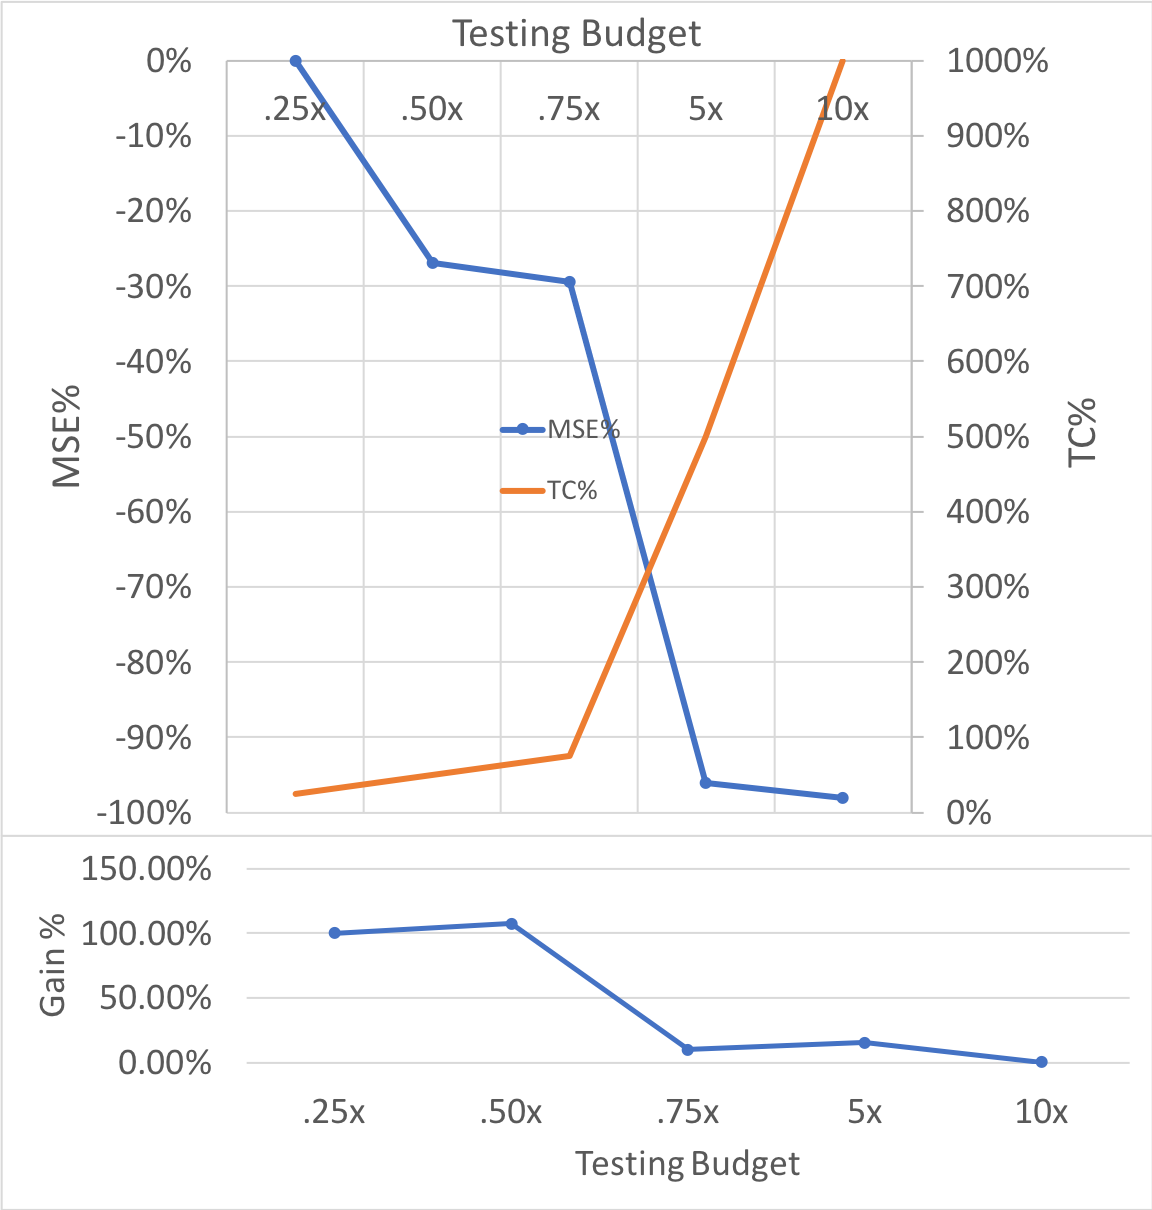 Testing Budget
0%
1000%
.25x
.50x
.75x
5x
10x
-10%
900%
-20%
800%
-30%
700%
-40%
600%
MSE%
TC%
-50%
MSE%
500%
-60%
TC%
400%
-70%
300%
-80%
200%
-90%
100%
-100%
0%
150.00%
Gain %
100.00%
50.00%
0.00%
.25x
.50x
.75x
5x
10x
Testing Budget